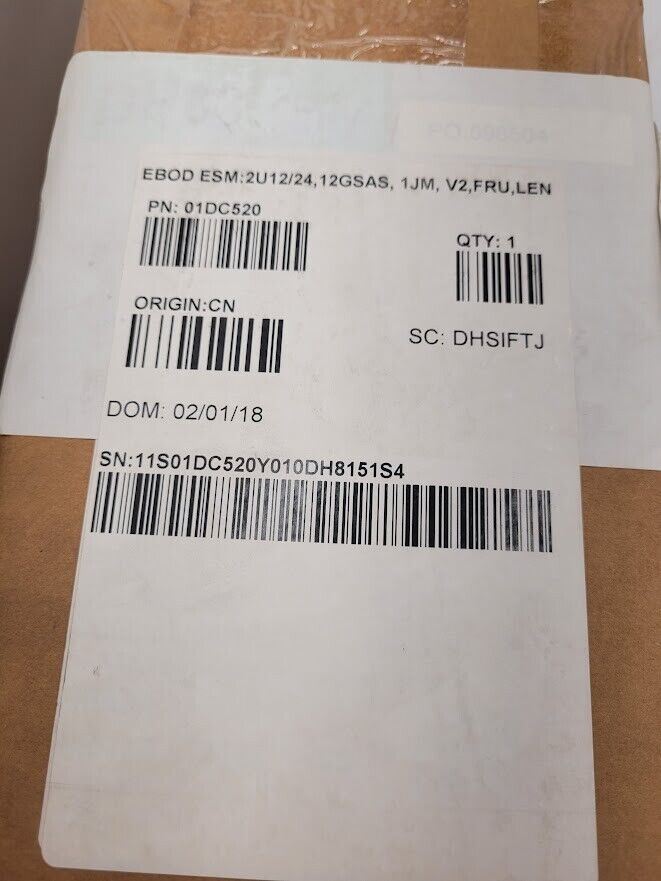 EBOD ESM:2U12/24,12GSAS, 1JM, V2,FRU,LEN
PN: 01DC520
QTY: 1
ORIGIN:CN
SC: DHSIFTJ
DOM: 02/01/18
SN:11S01DC520Y010DH8151S4